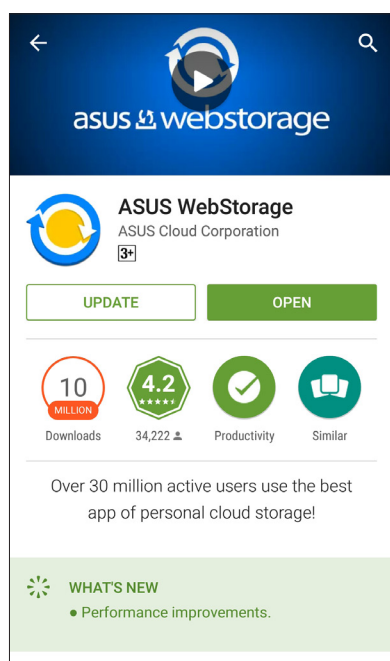 asus webstorage
ASUS WebStorage
ASUS Cloud Corporation
3+
UPDATE
OPEN
10
MILLION
4.2
Downloads
34,222
Productivity
Similar
Over 30 million active users use the best
app of personal cloud storage!
WHAT'S NEW
• Performance improvements.